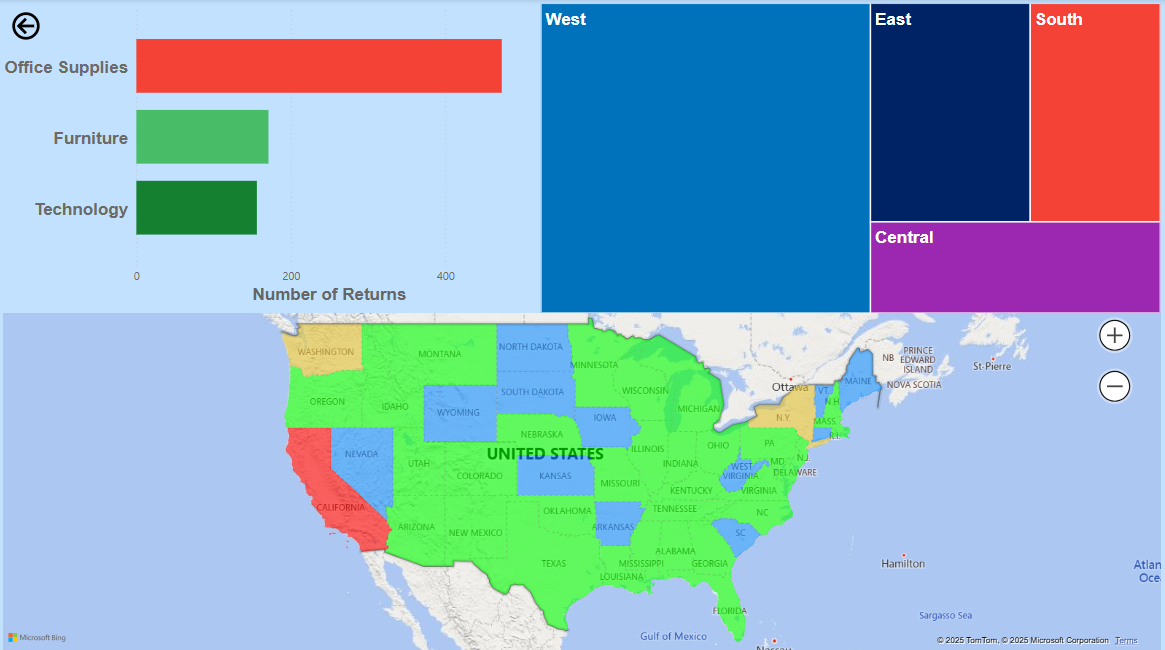 Office Supplies
Furniture
Technology
0 200 400
Number of Returns
West
East
South
Central
WASHINGTON
MONTANA
NORTH DAKOTA
MINNESOTA
OREGON
IDAHO
WYOMING
SOUTH DAKOTA
WISCONSIN
MICHIGAN
IOWA
NEBRASKA
NEVADA
UTAH
COLORADO
UNITED STATES
KANSAS
ILLINOIS
INDIANA
OHIO
MISSOURI
KENTUCKY
WEST
VIRGINIA
VIRGINIA
PA
N.Y.
VT.
N.H.
MAINE
MASS.
R.I.
N.J.
MD.
DELAWARE
CALIFORNIA
ARIZONA
NEW MEXICO
OKLAHOMA
ARKANSAS
TENNESSEE
NC
SC
TEXAS
LOUISIANA
MISSISSIPPI
ALABAMA
GEORGIA
FLORIDA
Ottawa
NB
PRINCE
EDWARD
ISLAND
NOVA SCOTIA
St-Pierre
Hamilton
Sargasso Sea
Gulf of Mexico
Nassau
Microsoft Bing
© 2025 TomTom, © 2025 Microsoft Corporation Terms